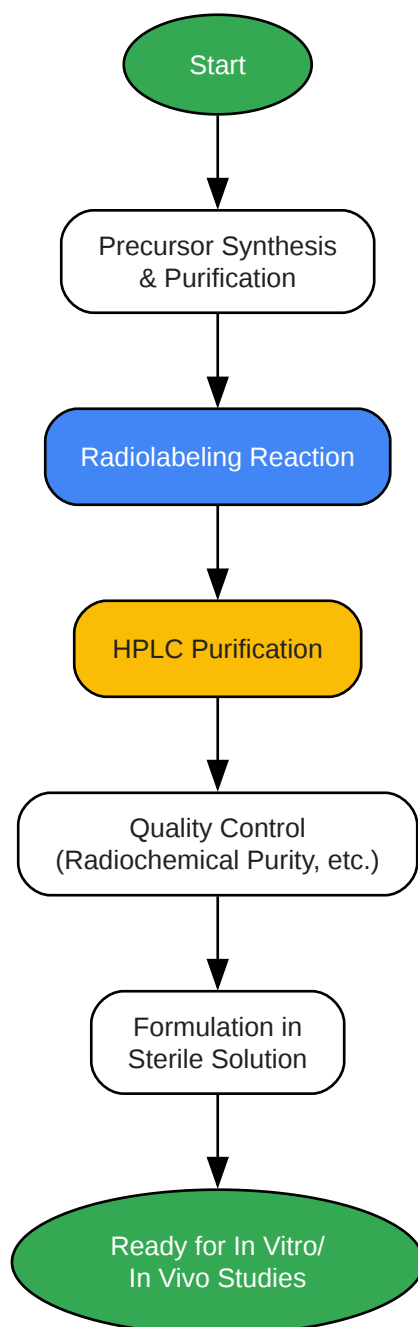 Start
Precursor Synthesis
& Purification
Radiolabeling Reaction
HPLC Purification
Quality Control
(Radiochemical Purity, etc.)
Formulation in
Sterile Solution
Ready for In Vitro/
In Vivo Studies